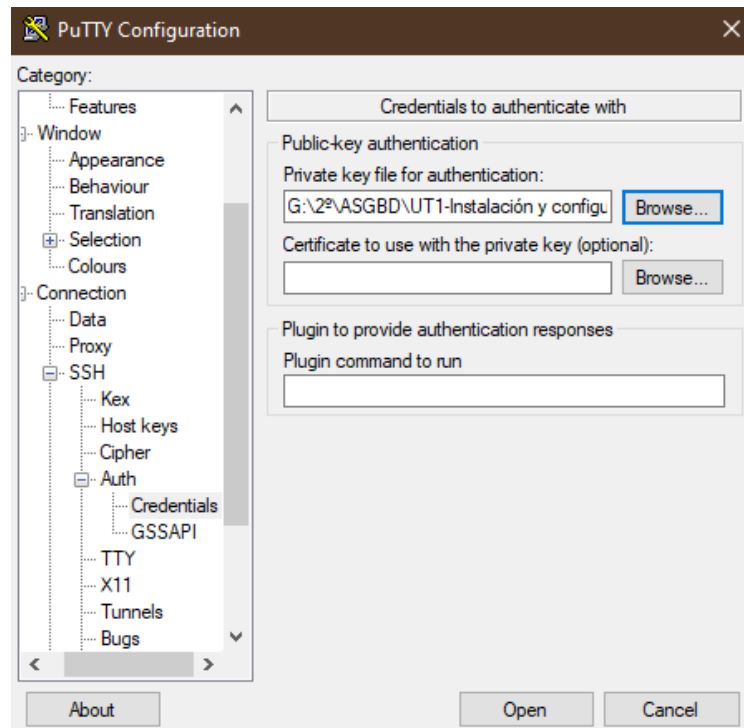 PuTTY Configuration
Category:
Features
Window
Appearance
Behaviour
Translation
Selection
Colours
Connection
Data
Proxy
SSH
Kex
Host keys
Cipher
Auth
Credentials
GSSAPI
TTY
X11
Tunnels
Bugs
Credentials to authenticate with
Public-key authentication
Private key file for authentication:
G:\2º\ASGBD\UT1-Instalación y configu
Browse...
Certificate to use with the private key (optional):
Browse...
Plugin to provide authentication responses
Plugin command to run
About
Open
Cancel